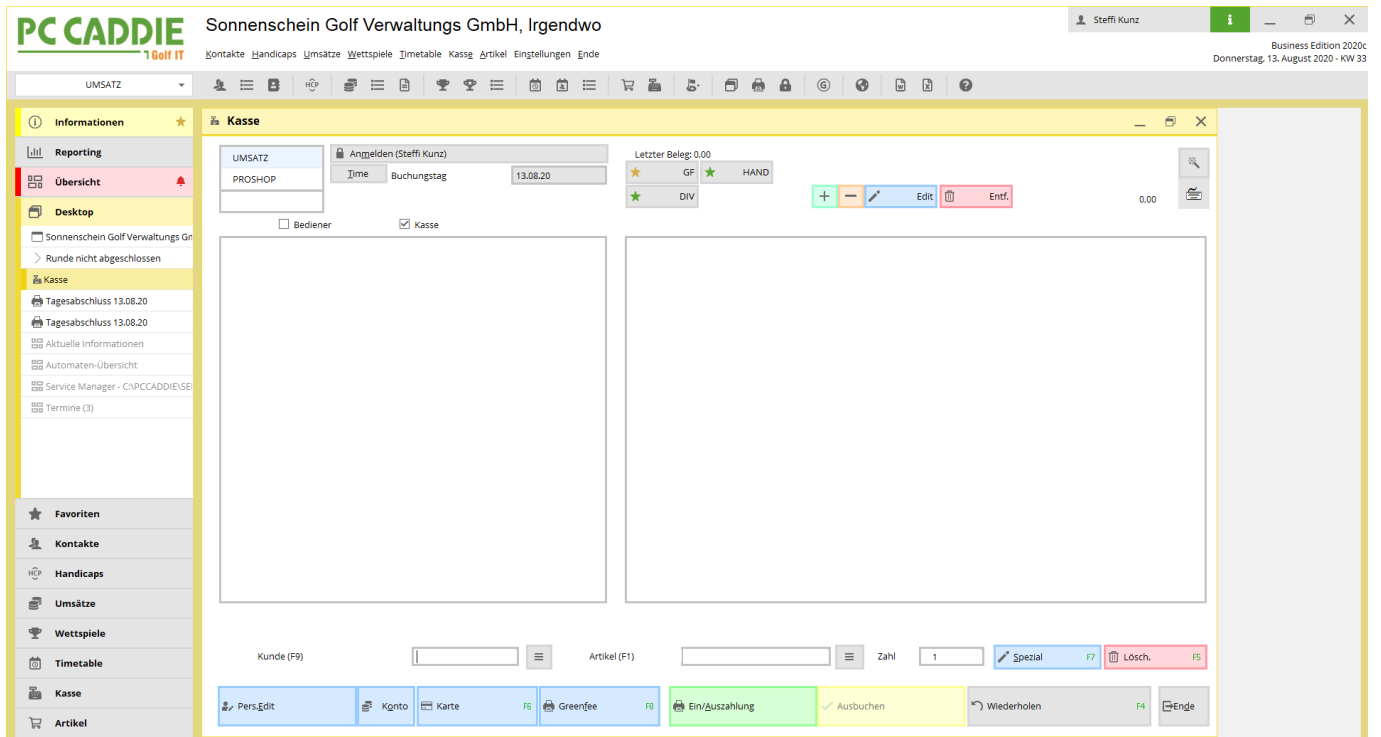 PC CADDIE
Golf IT
Sonnenschein Golf Verwaltungs GmbH, Irgendwo
Steffi Kunz
i
Kontakte Handicaps Umsätze Wettspiele Timetable Kasse Artikel Einstellungen Ende
Business Edition 2020c
Donnerstag, 13. August 2020 - KW 33
UMSATZ
HCP
Informationen
Reporting
Übersicht
Desktop
Sonnenschein Golf Verwaltungs Gm
Runde nicht abgeschlossen
Kasse
Tagesabschluss 13.08.20
Tagesabschluss 13.08.20
Aktuelle Informationen
Automaten-Übersicht
Service Manager - C:\PCCADDIE\SE
Termine (3)
Favoriten
Kontakte
HCP Handicaps
Umsätze
Wettspiele
Timetable
Kasse
Artikel
Kasse
UMSATZ
PROSHOP
Anmelden (Steffi Kunz)
Time Buchungstag 13.08.20
Bediener Kasse
Letzter Beleg: 0,00
GF HAND
DIV
+ − Edit Entf.
0,00
Kunde (F9) Artikel (F1) Zahl 1 Spezial F7 Lösch. F5
Pers.Edit Konto Karte F6 Greenfee F8 Ein/Auszahlung Ausbuchen Wiederholen F4 Ende